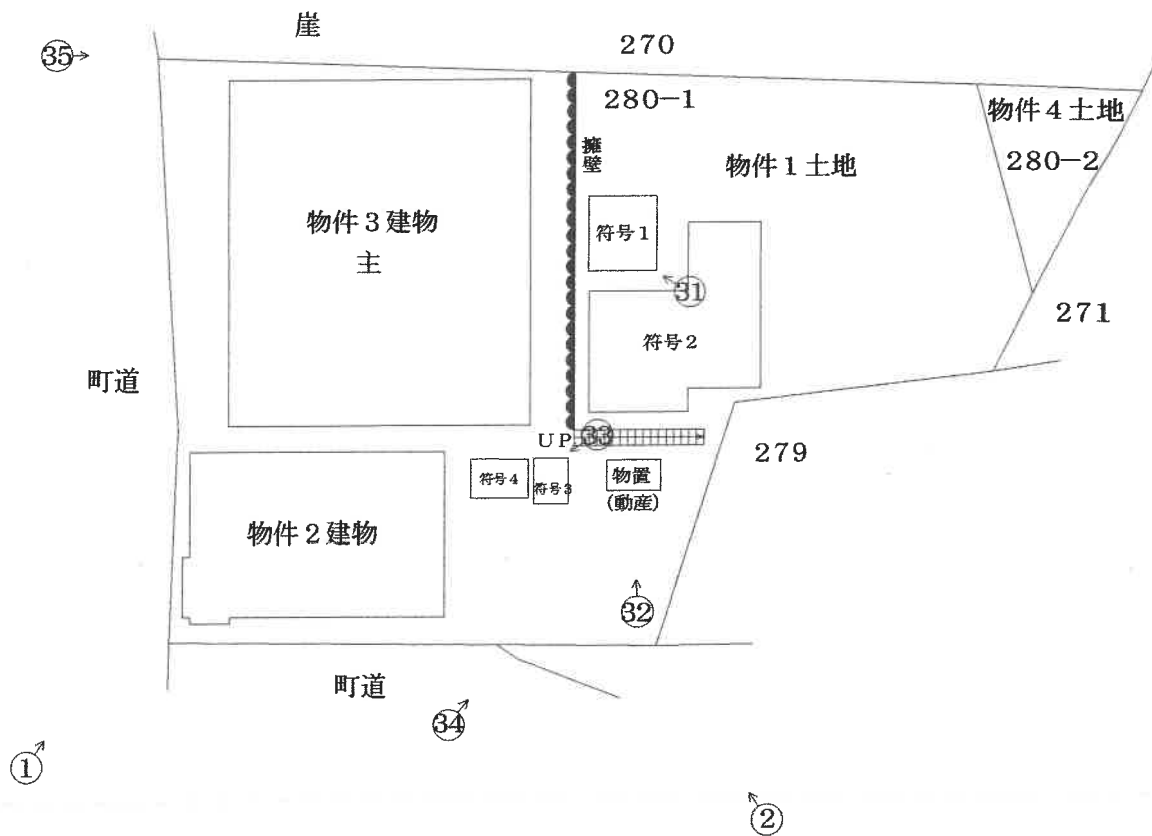 崖
270
㉟
280−1
物件4土地
280−2
擁壁
物件1土地
物件3建物
主
符号1
㉛
271
符号2
町道
UP
㉝
279
符号4
符号3
物置
(動産)
物件2建物
㉜
町道
㉞
①
②